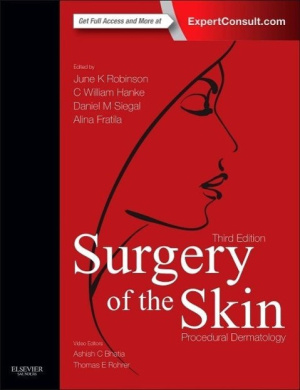 Get Full Access and More at
ExpertConsult.com
Edited by
June K Robinson
C William Hanke
Daniel M Siegal
Alina Fratila
Third Edition
Surgery
of the Skin
Procedural Dermatology
Video Editors
Ashish C Bhatia
Thomas E Rohrer
ELSEVIER
SAUNDERS